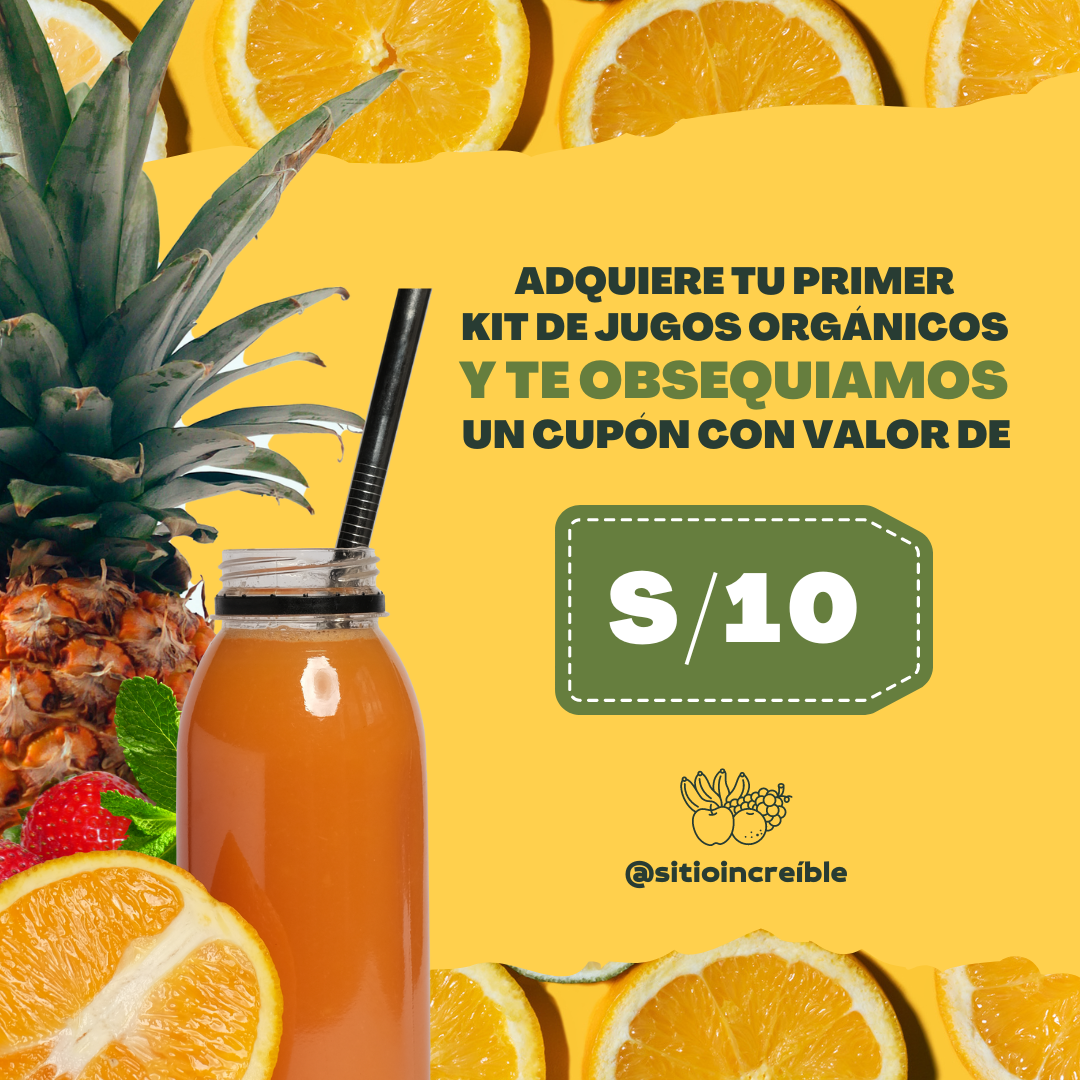 ADQUIERE TU PRIMER
KIT DE JUGOS ORGÁNICOS
Y TE OBSEQUIAMOS
UN CUPÓN CON VALOR DE
S/10
@sitioincreíble